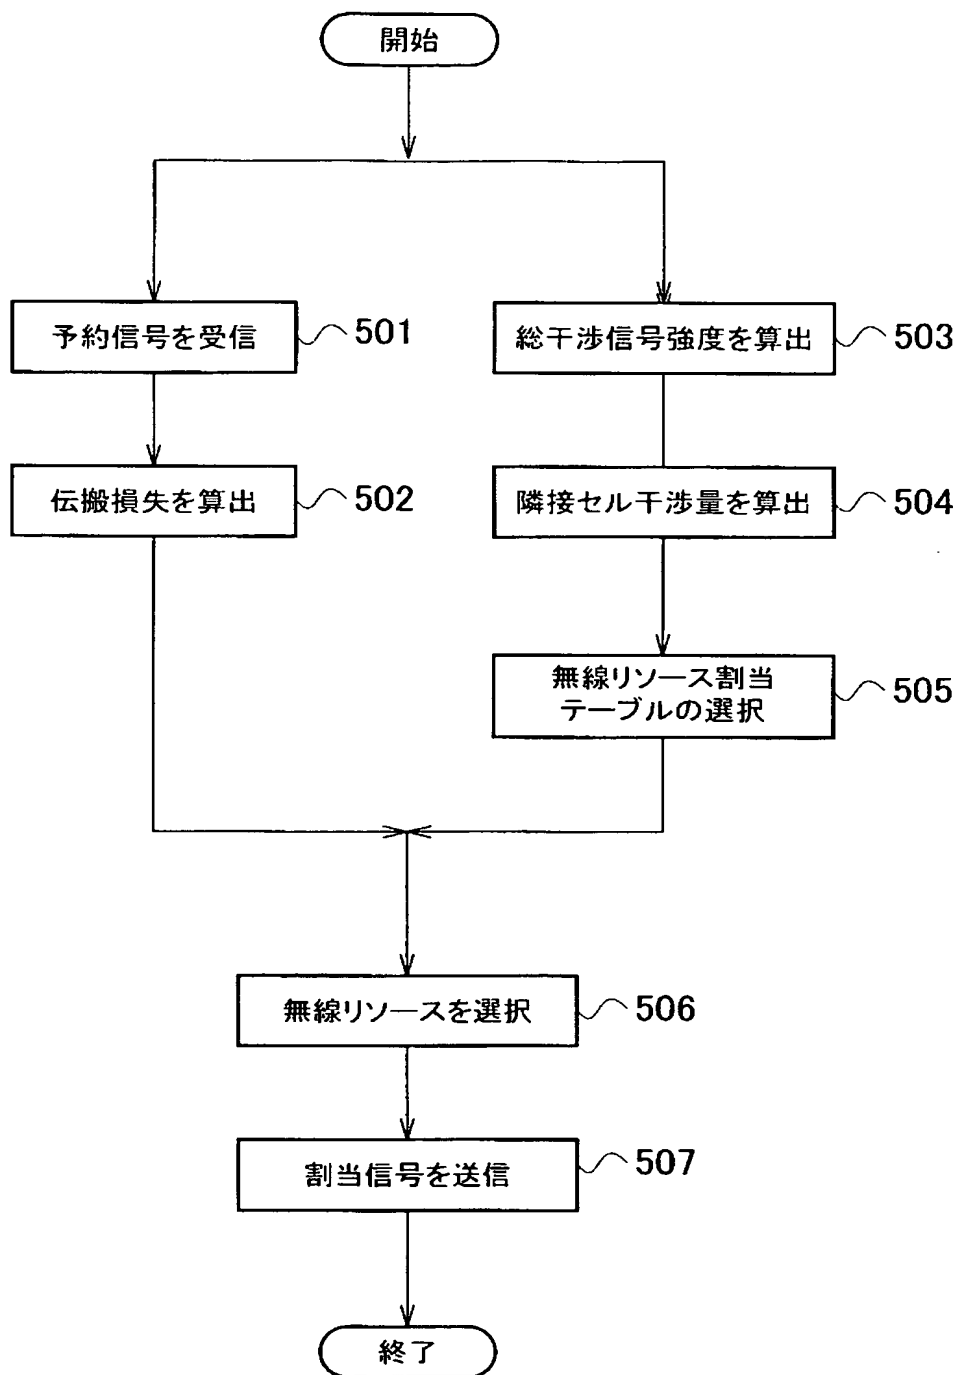 開始
予約信号を受信 501
総干渉信号強度を算出 503
伝搬損失を算出 502
隣接セル干渉量を算出 504
無線リソース割当
テーブルの選択 505
無線リソースを選択 506
割当信号を送信 507
終了